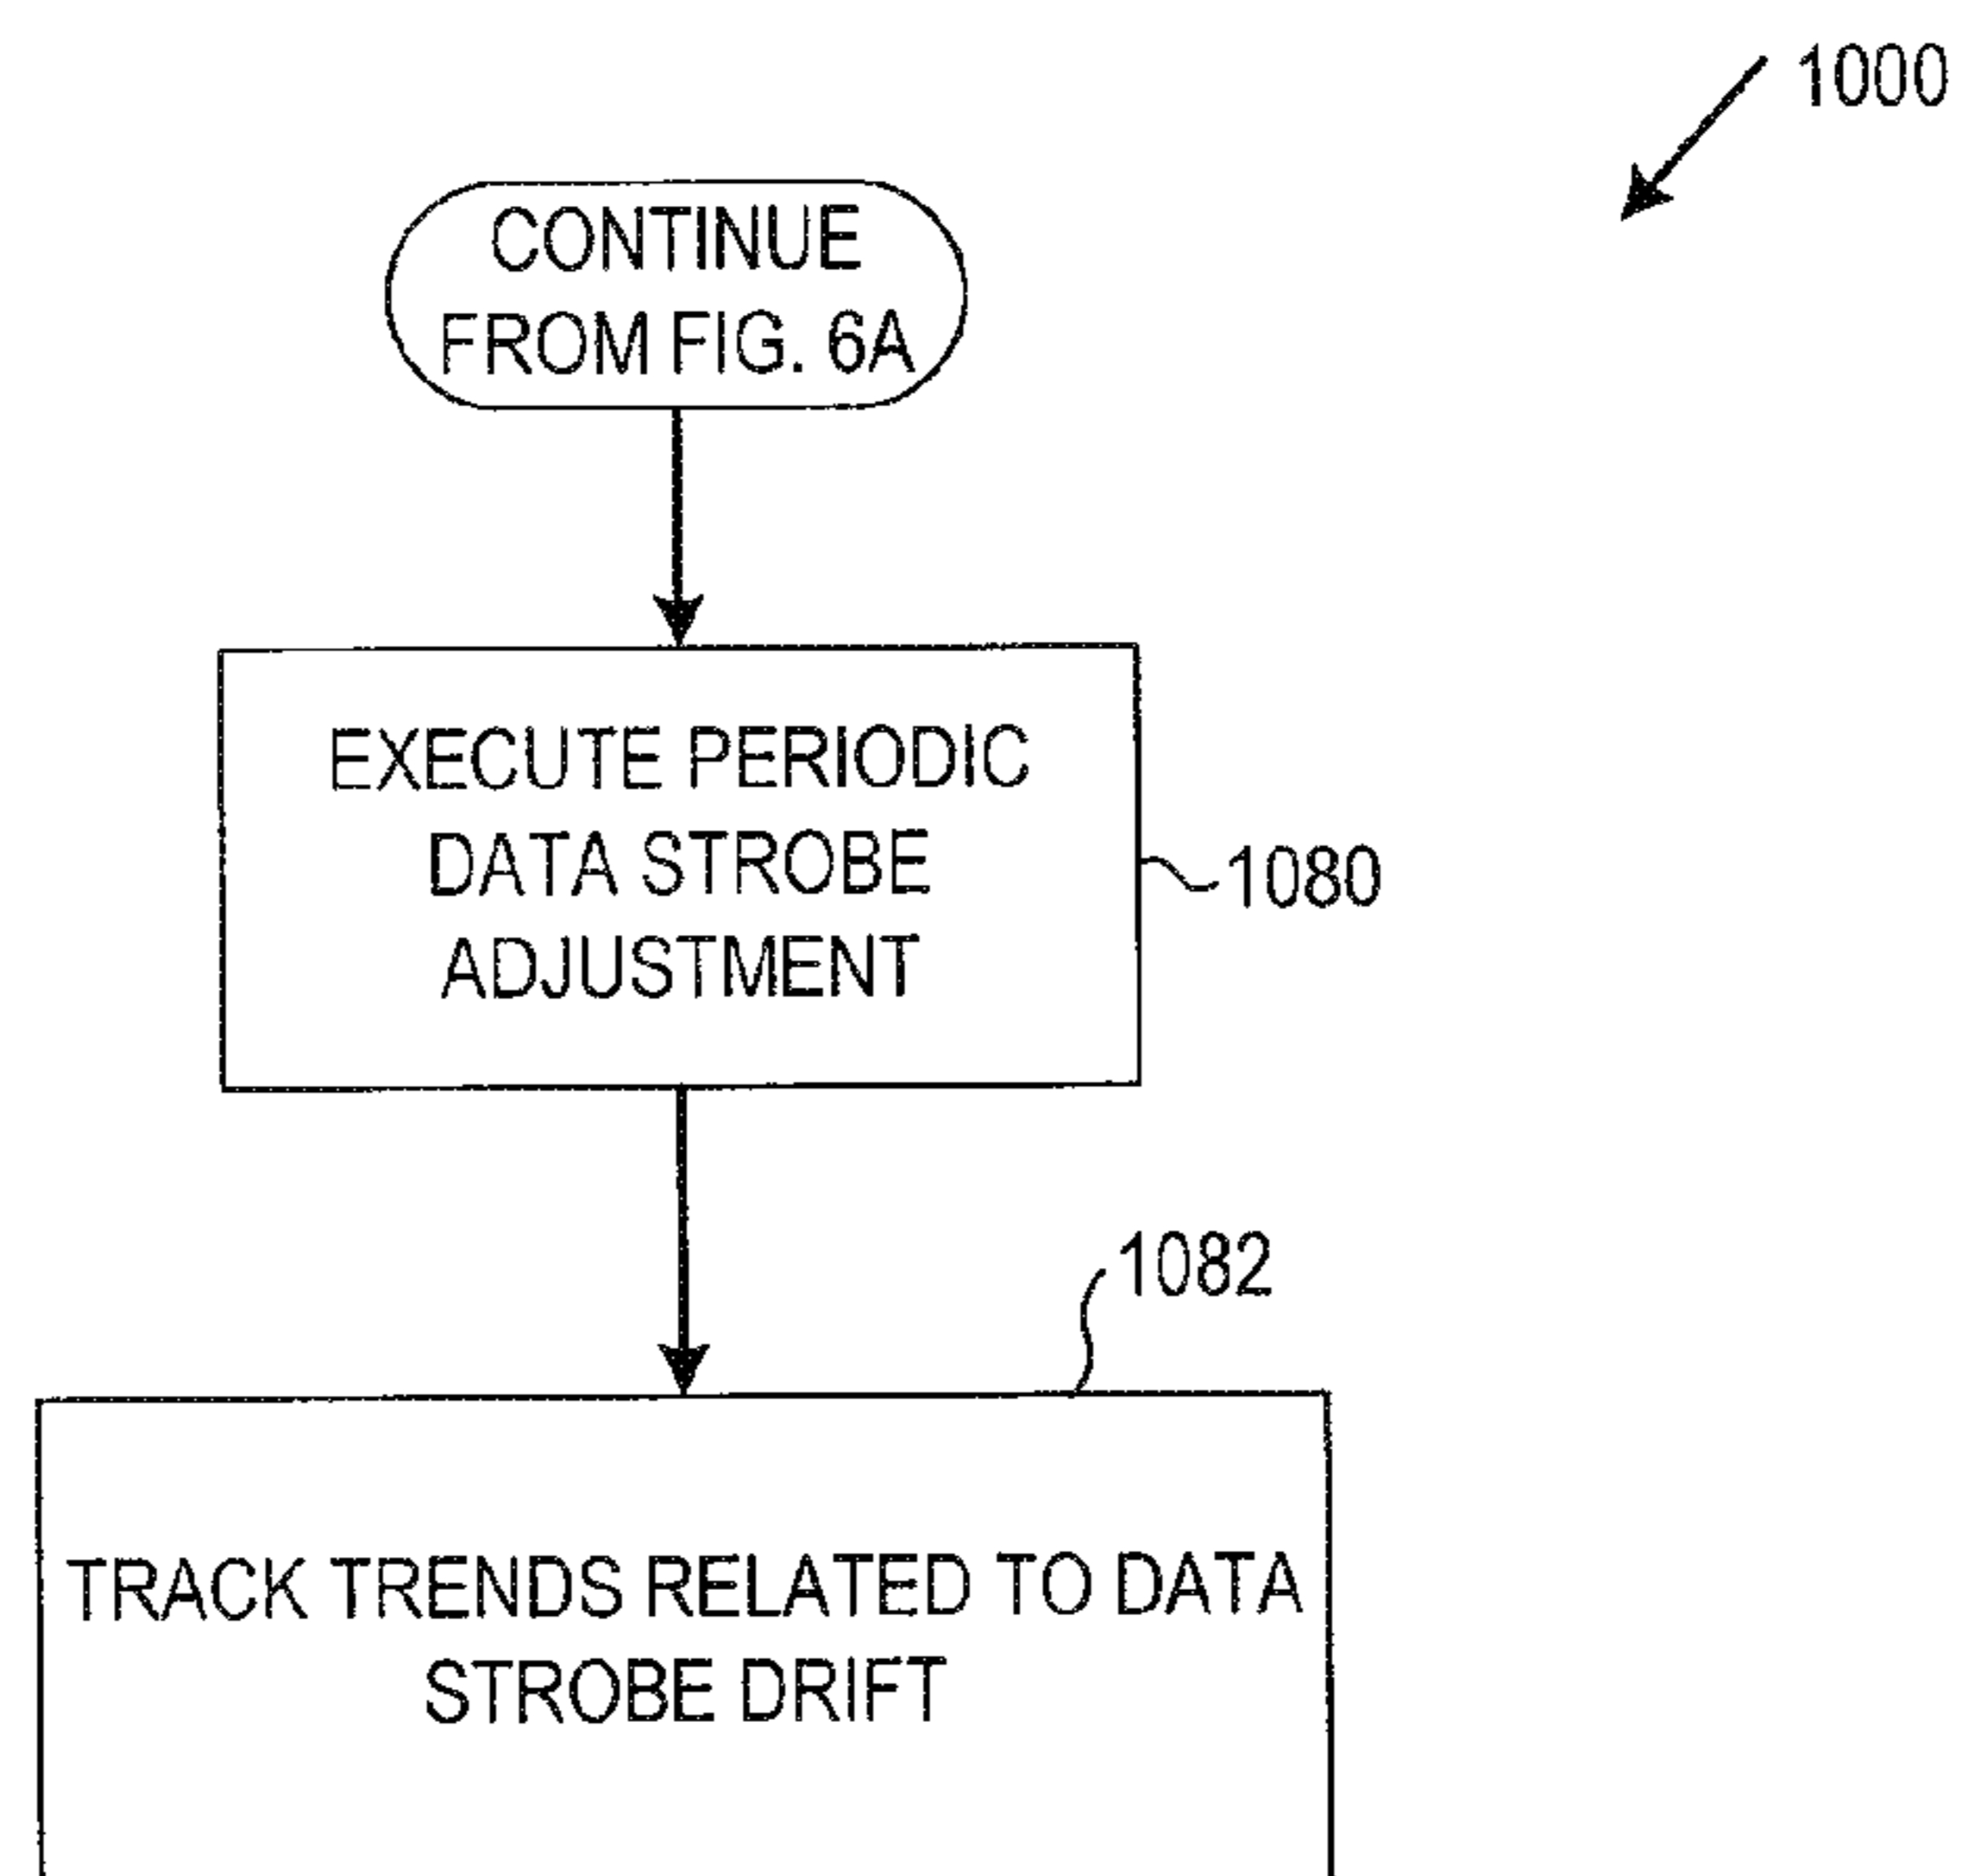 1000
CONTINUE
FROM FIG. 6A
EXECUTE PERIODIC
DATA STROBE
ADJUSTMENT
1080
1082
TRACK TRENDS RELATED TO DATA
STROBE DRIFT